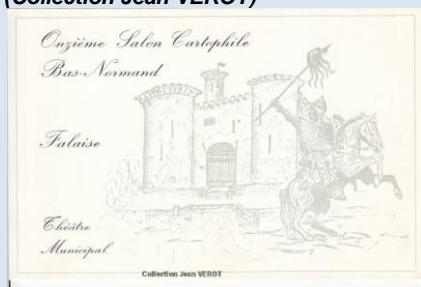 (Collection Jean VEROT)
Onzième Salon Cartophile
Bas-Normand
Falaise
Théâtre
Municipal
Collection Jean VEROT